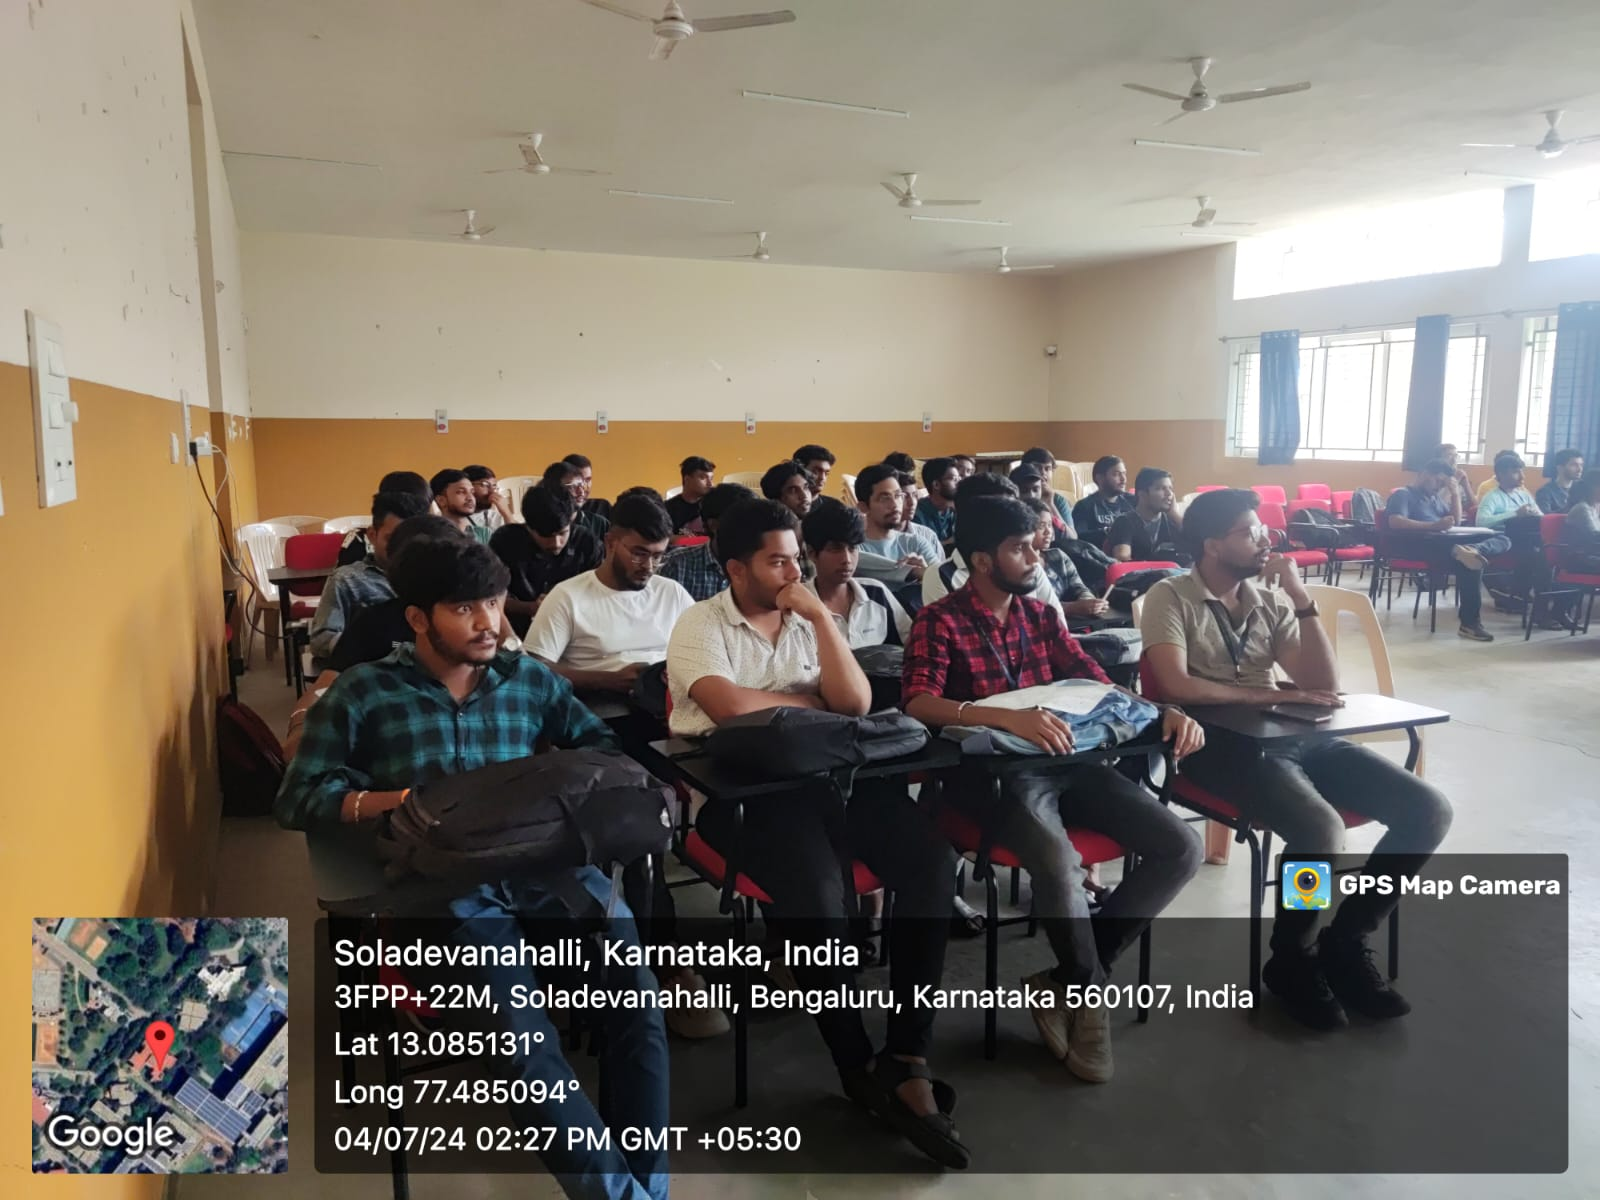 GPS Map Camera
Soladevanahalli, Karnataka, India
3FPP+22M, Soladevanahalli, Bengaluru, Karnataka 560107, India
Lat 13.085131°
Long 77.485094°
04/07/24 02:27 PM GMT +05:30
Google